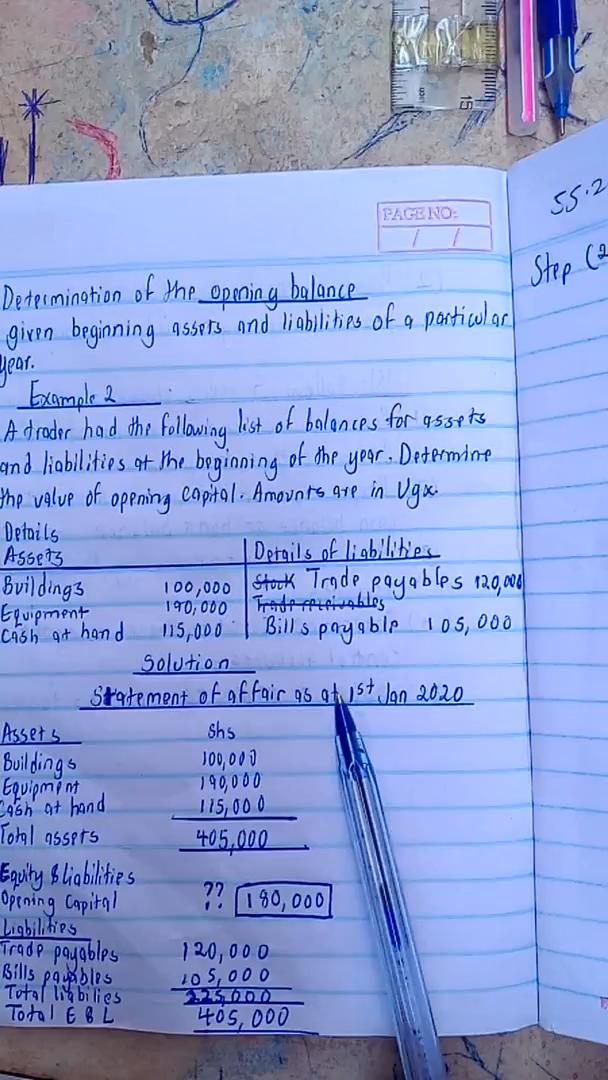 PAGE NO:
/ /
55.2
Step (2
Determination of the opening balance
given beginning assets and liabilities of a particular
year.
Example 2
A trader had the following list of balances for assets
and liabilities at the beginning of the year. Determine
the value of opening capital. Amounts are in Ugx.
Details
Assets
Details of liabilities
Buildings 100,000 Stock Trade payables 120,000
Equipment 190,000 Trade receivables
Cash at hand 115,000 Bills payable 105,000
Solution
Statement of affair as at 1st Jan 2020
Assets Shs
Buildings 100,000
Equipment 190,000
Cash at hand 115,000
Total assets 405,000
Equity & liabilities
Opening Capital ?? 180,000
Liabilities
Trade payables 120,000
Bills payables 105,000
Total liabilies 225,000
Total E & L 405,000
15